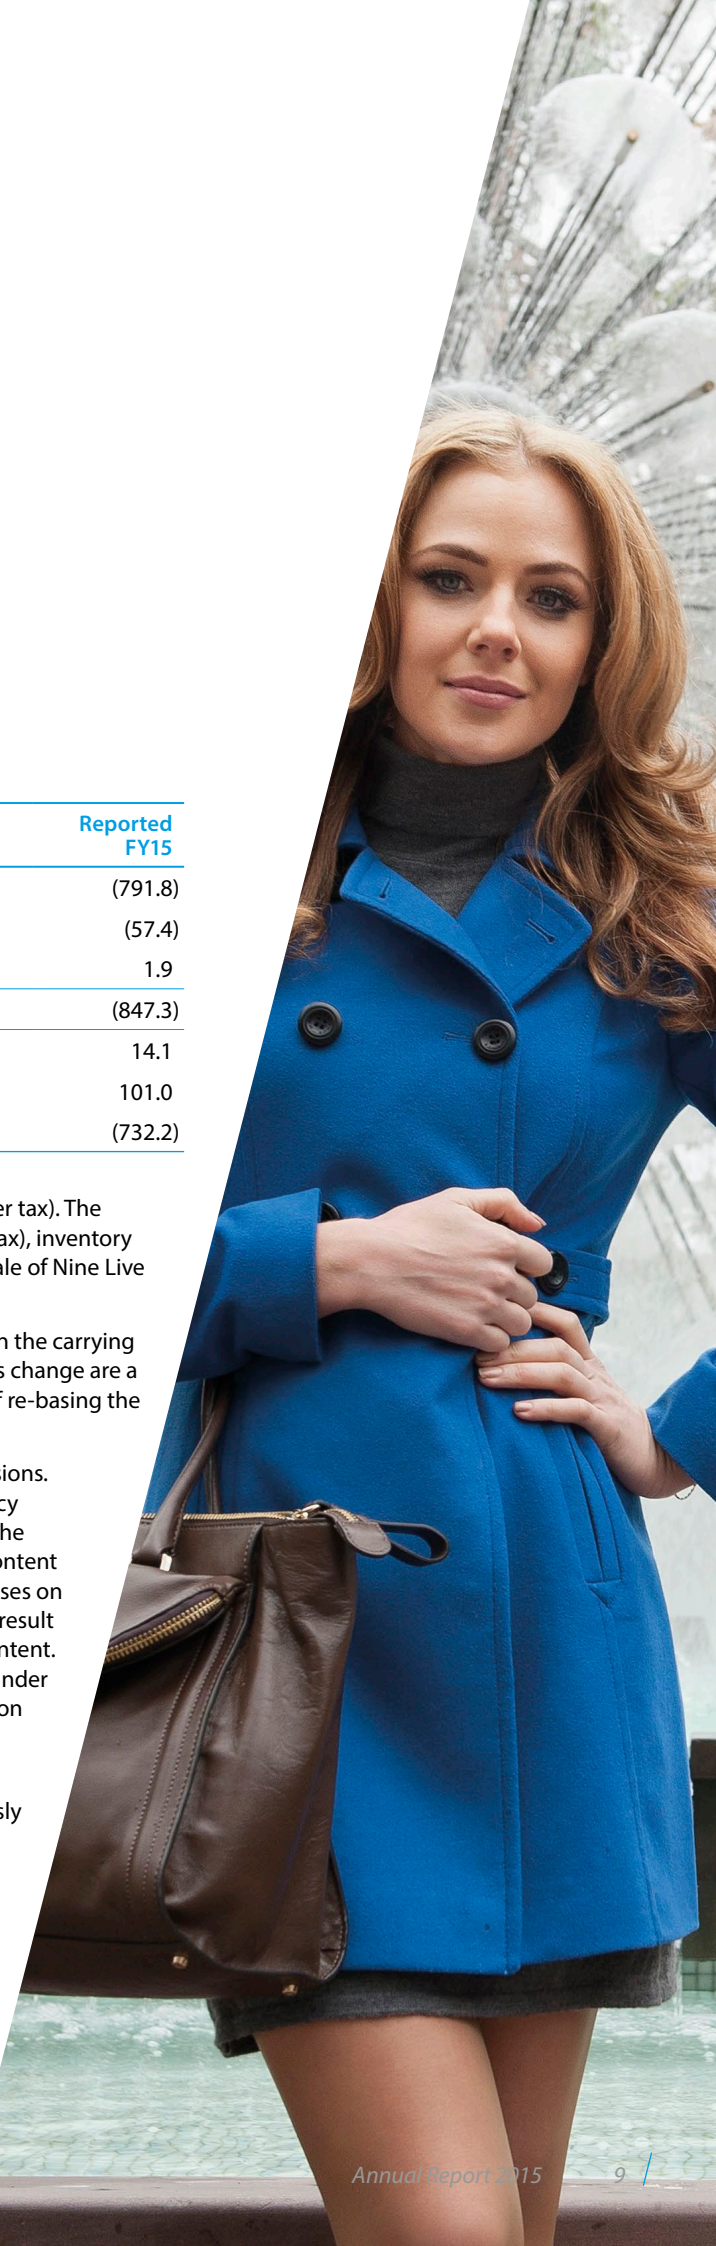 Reported
FY15
(791.8)
(57.4)
1.9
(847.3)
14.1
101.0
(732.2)
er tax). The
ax), inventory
ale of Nine Live
n the carrying
s change are a
f re-basing the
sions.
cy
he
ontent
ses on
result
ntent.
nder
on
sly
Annual Report 2015 9